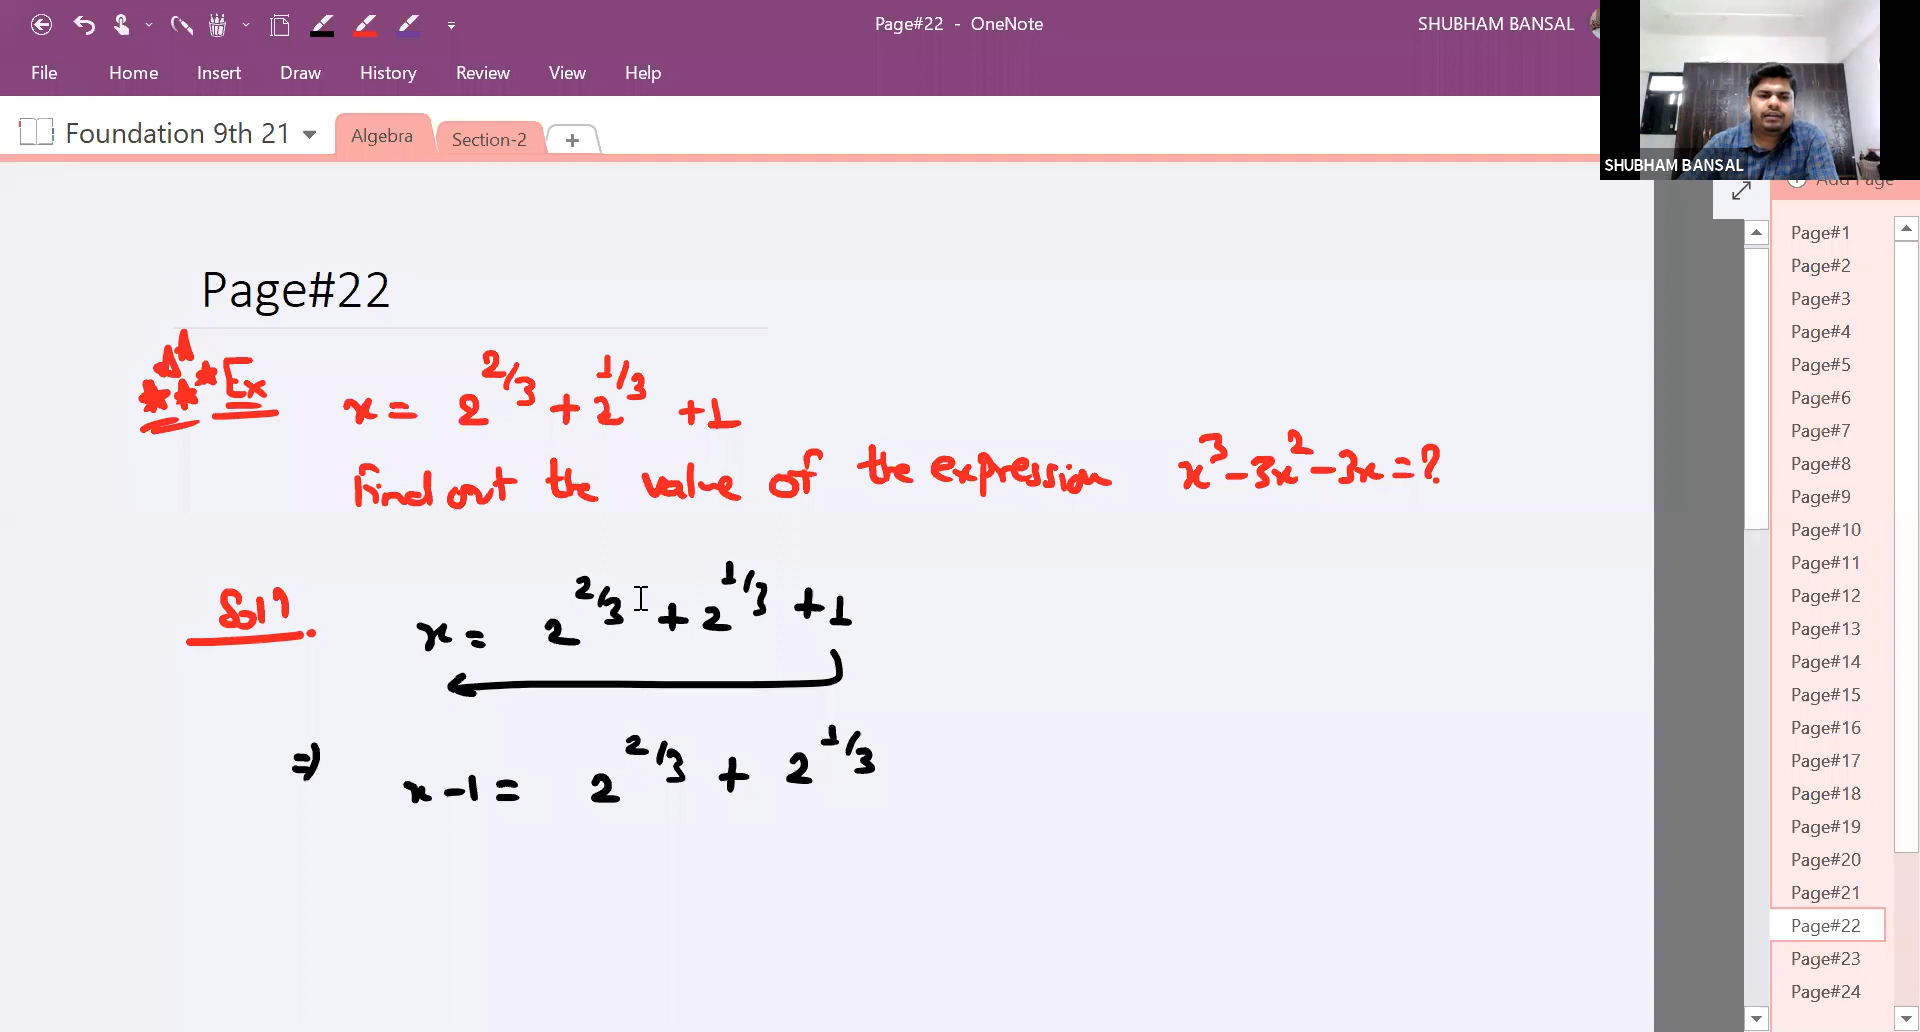 Page#22 - OneNote
SHUBHAM BANSAL
File Home Insert Draw History Review View Help
SHUBHAM BANSAL
Foundation 9th 21
Algebra
Section-2
+
Add Page
Page#22
Ex x = 2^{2/3} + 2^{1/3} + 1
Find out the value of the expression x^3 - 3x^2 - 3x = ?
Sol?
x = 2^{2/3} + 2^{1/3} + 1
⇒ x - 1 = 2^{2/3} + 2^{1/3}
Page#1
Page#2
Page#3
Page#4
Page#5
Page#6
Page#7
Page#8
Page#9
Page#10
Page#11
Page#12
Page#13
Page#14
Page#15
Page#16
Page#17
Page#18
Page#19
Page#20
Page#21
Page#22
Page#23
Page#24